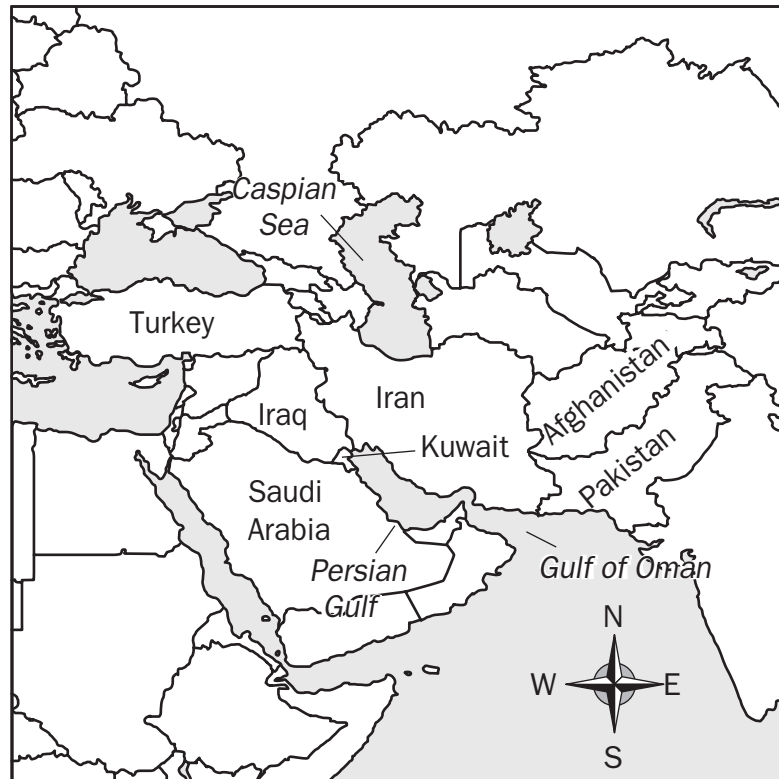 Caspian
Sea
Turkey
Iraq
Iran
Afghanistan
Kuwait
Pakistan
Saudi
Arabia
Persian
Gulf
Gulf of Oman
N
W E
S